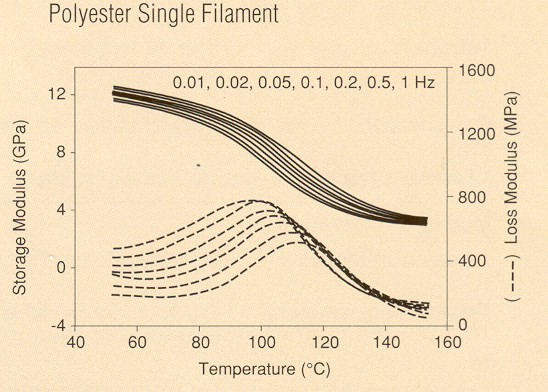 Polyester Single Filament
0.01, 0.02, 0.05, 0.1, 0.2, 0.5, 1 Hz
Storage Modulus (GPa)
12
8
4
0
-4
1600
1200
800
400
0
(---) Loss Modulus (MPa)
40 60 80 100 120 140 160
Temperature (°C)